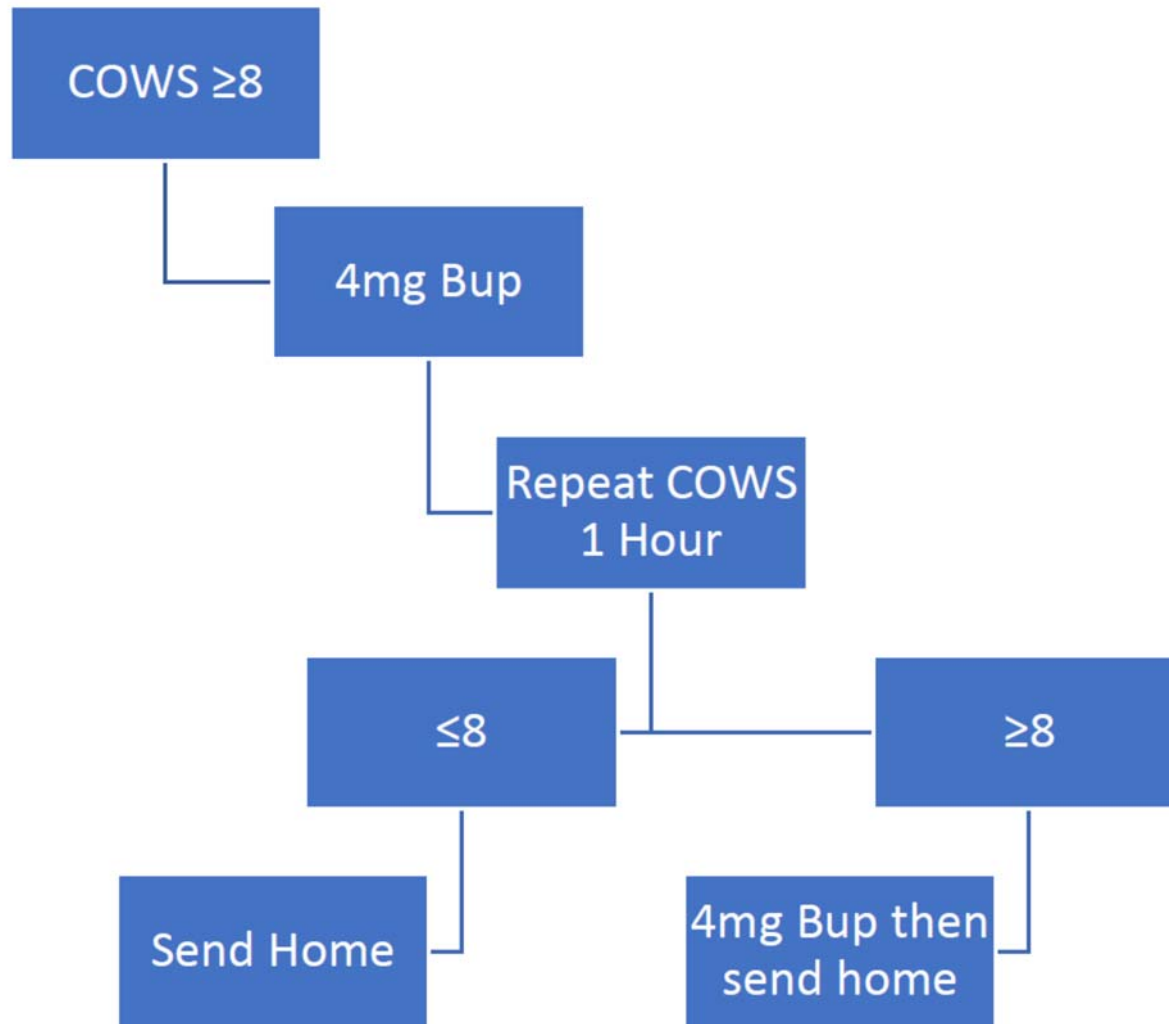 COWS ≥8
4mg Bup
Repeat COWS
1 Hour
≤8
≥8
Send Home
4mg Bup then
send home